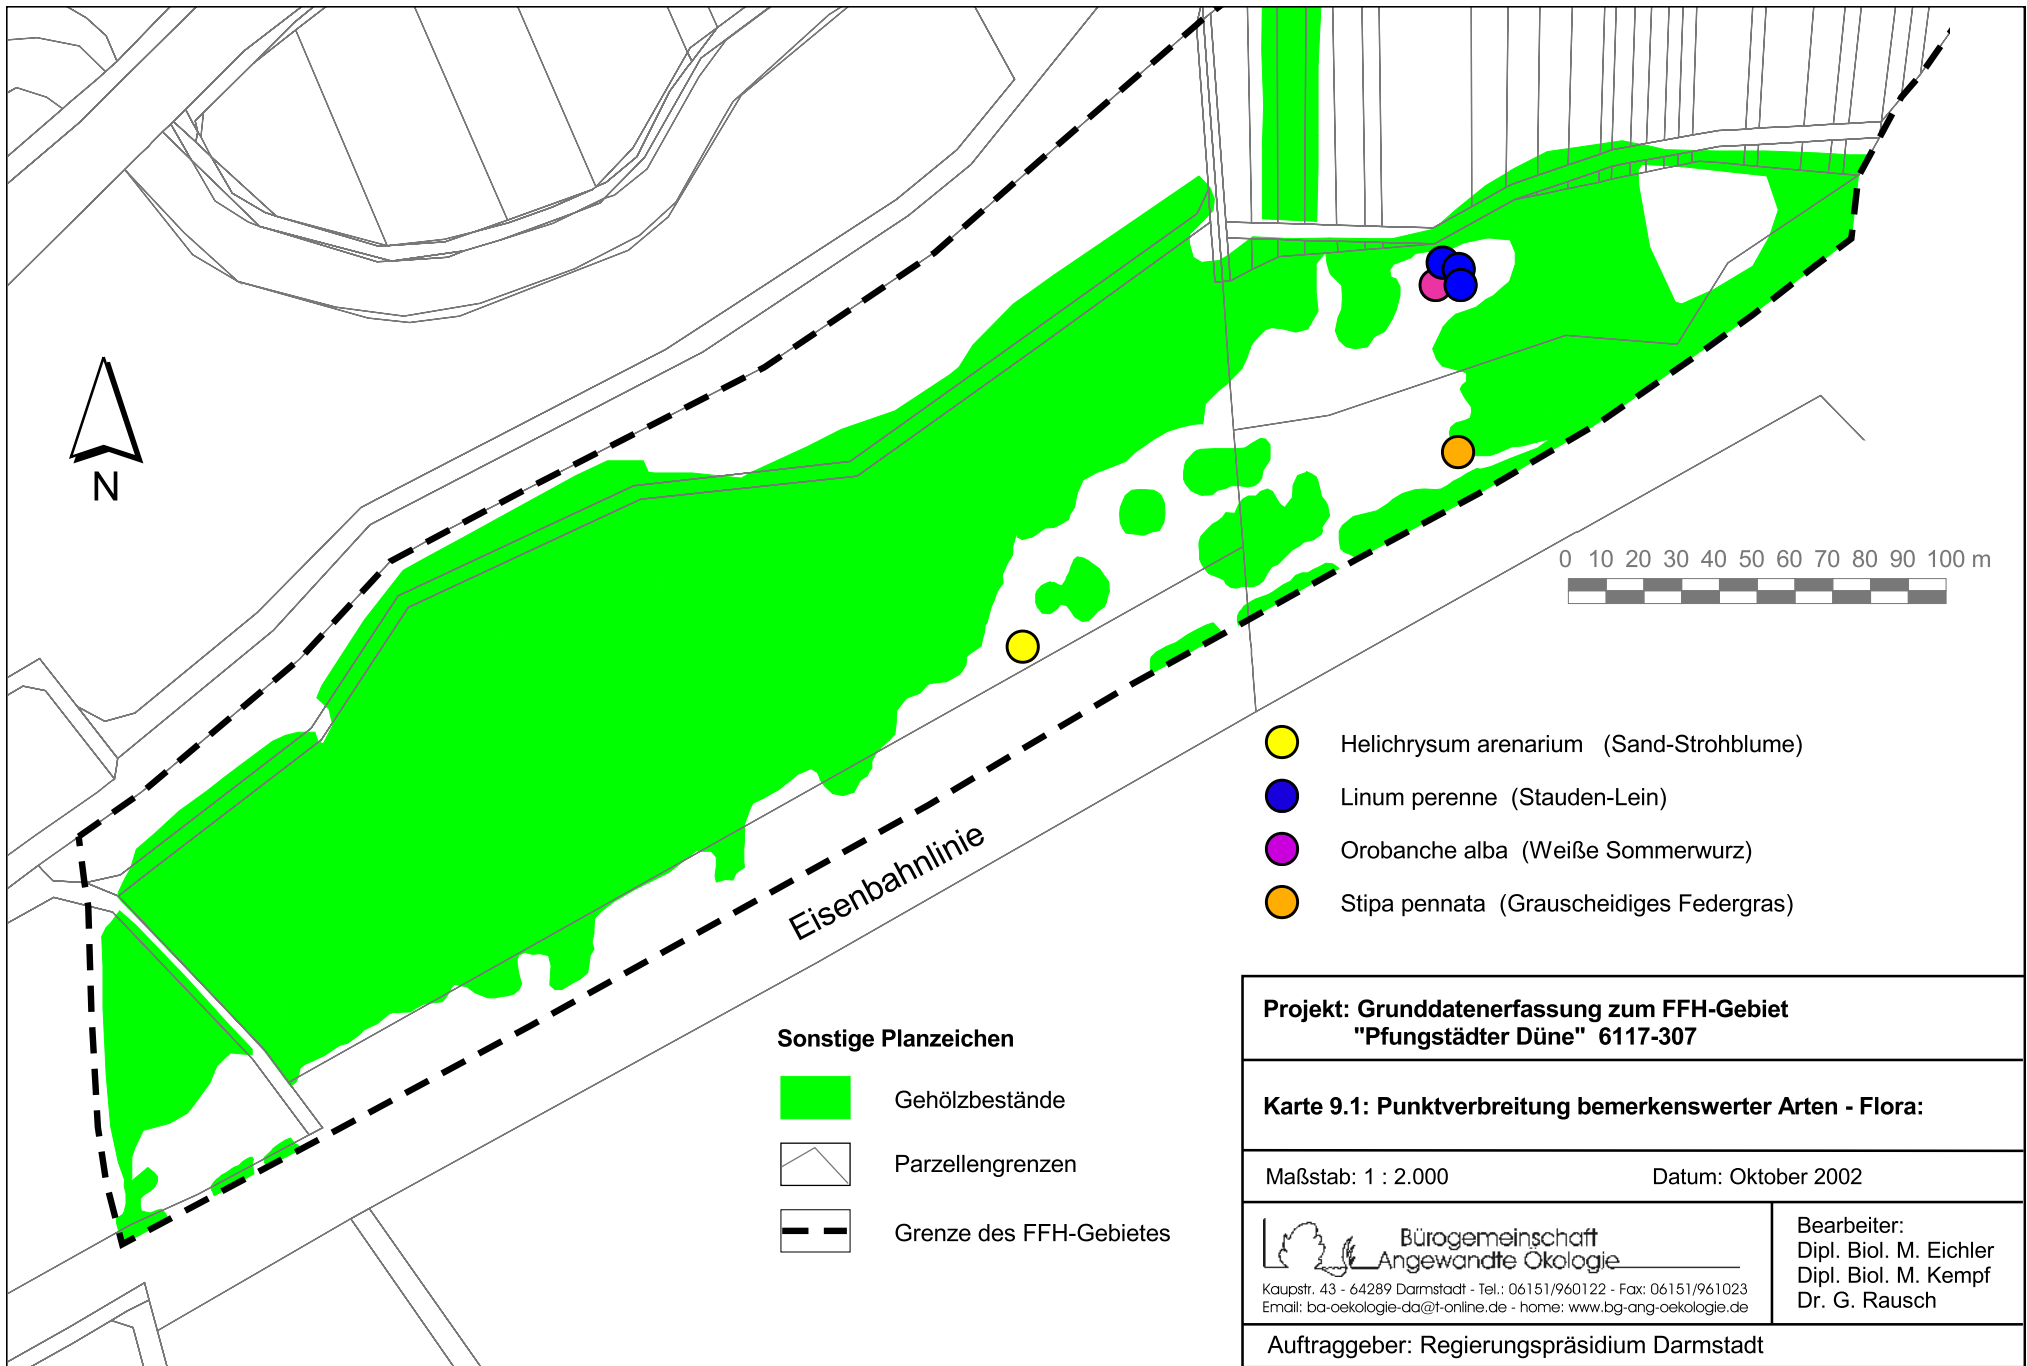 N
0 10 20 30 40 50 60 70 80 90 100 m
Helichrysum arenarium (Sand-Strohblume)
Linum perenne (Stauden-Lein)
Orobanche alba (Weiße Sommerwurz)
Stipa pennata (Grauscheidiges Federgras)
Eisenbahnlinie
Sonstige Planzeichen
Gehölzbestände
Parzellengrenzen
Grenze des FFH-Gebietes
Projekt: Grunddatenerfassung zum FFH-Gebiet
"Pfungstädter Düne" 6117-307
Karte 9.1: Punktverbreitung bemerkenswerter Arten - Flora:
Maßstab: 1 : 2.000 Datum: Oktober 2002
Bürogemeinschaft
Angewandte Ökologie
Kaupstr. 43 - 64289 Darmstadt - Tel.: 06151/960122 - Fax: 06151/961023
Email: ba-oekologie-da@t-online.de - home: www.bg-ang-oekologie.de
Bearbeiter:
Dipl. Biol. M. Eichler
Dipl. Biol. M. Kempf
Dr. G. Rausch
Auftraggeber: Regierungspräsidium Darmstadt